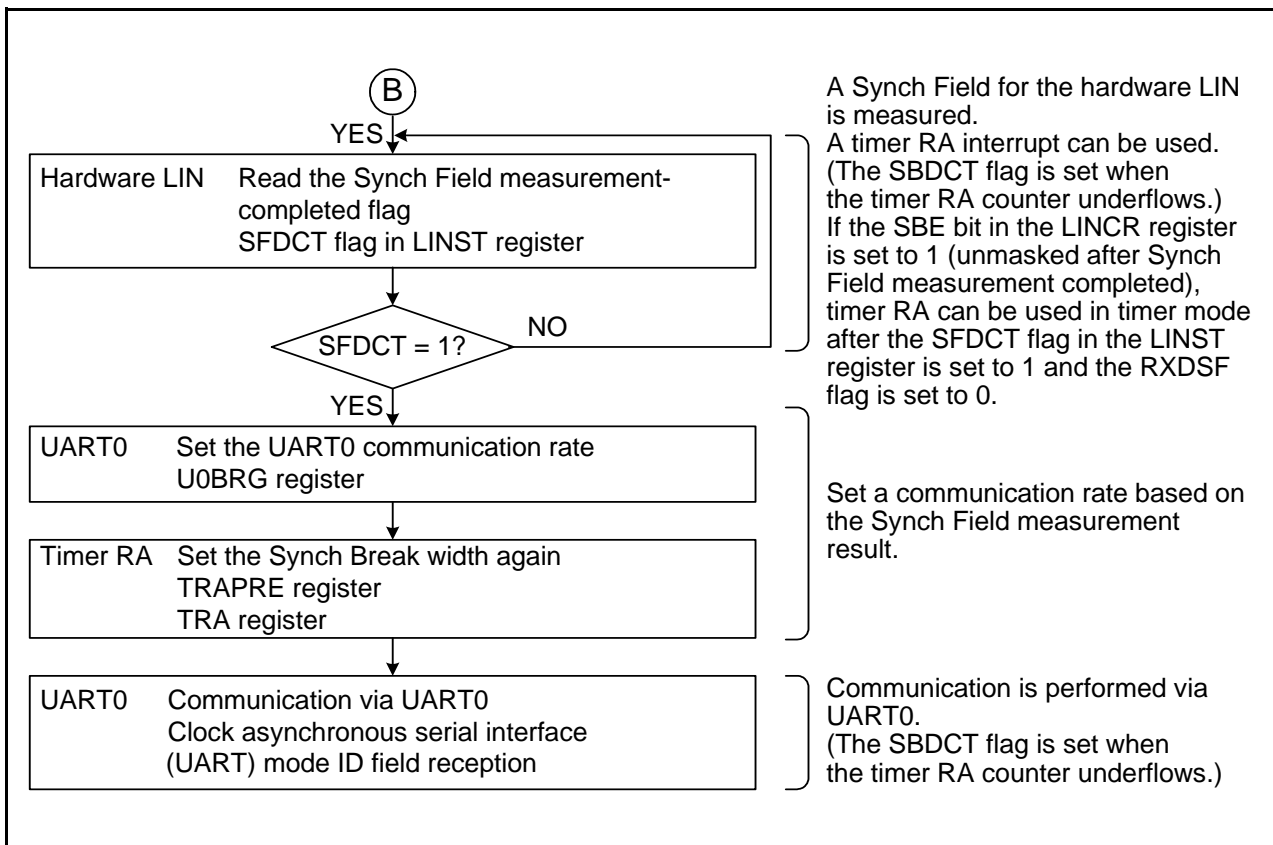 B
YES
Hardware LIN Read the Synch Field measurement-
completed flag
SFDCT flag in LINST register
SFDCT = 1?
NO
YES
UART0 Set the UART0 communication rate
U0BRG register
Timer RA Set the Synch Break width again
TRAPRE register
TRA register
UART0 Communication via UART0
Clock asynchronous serial interface
(UART) mode ID field reception
A Synch Field for the hardware LIN
is measured.
A timer RA interrupt can be used.
(The SBDCT flag is set when
the timer RA counter underflows.)
If the SBE bit in the LINCR register
is set to 1 (unmasked after Synch
Field measurement completed),
timer RA can be used in timer mode
after the SFDCT flag in the LINST
register is set to 1 and the RXDSF
flag is set to 0.
Set a communication rate based on
the Synch Field measurement
result.
Communication is performed via
UART0.
(The SBDCT flag is set when
the timer RA counter underflows.)